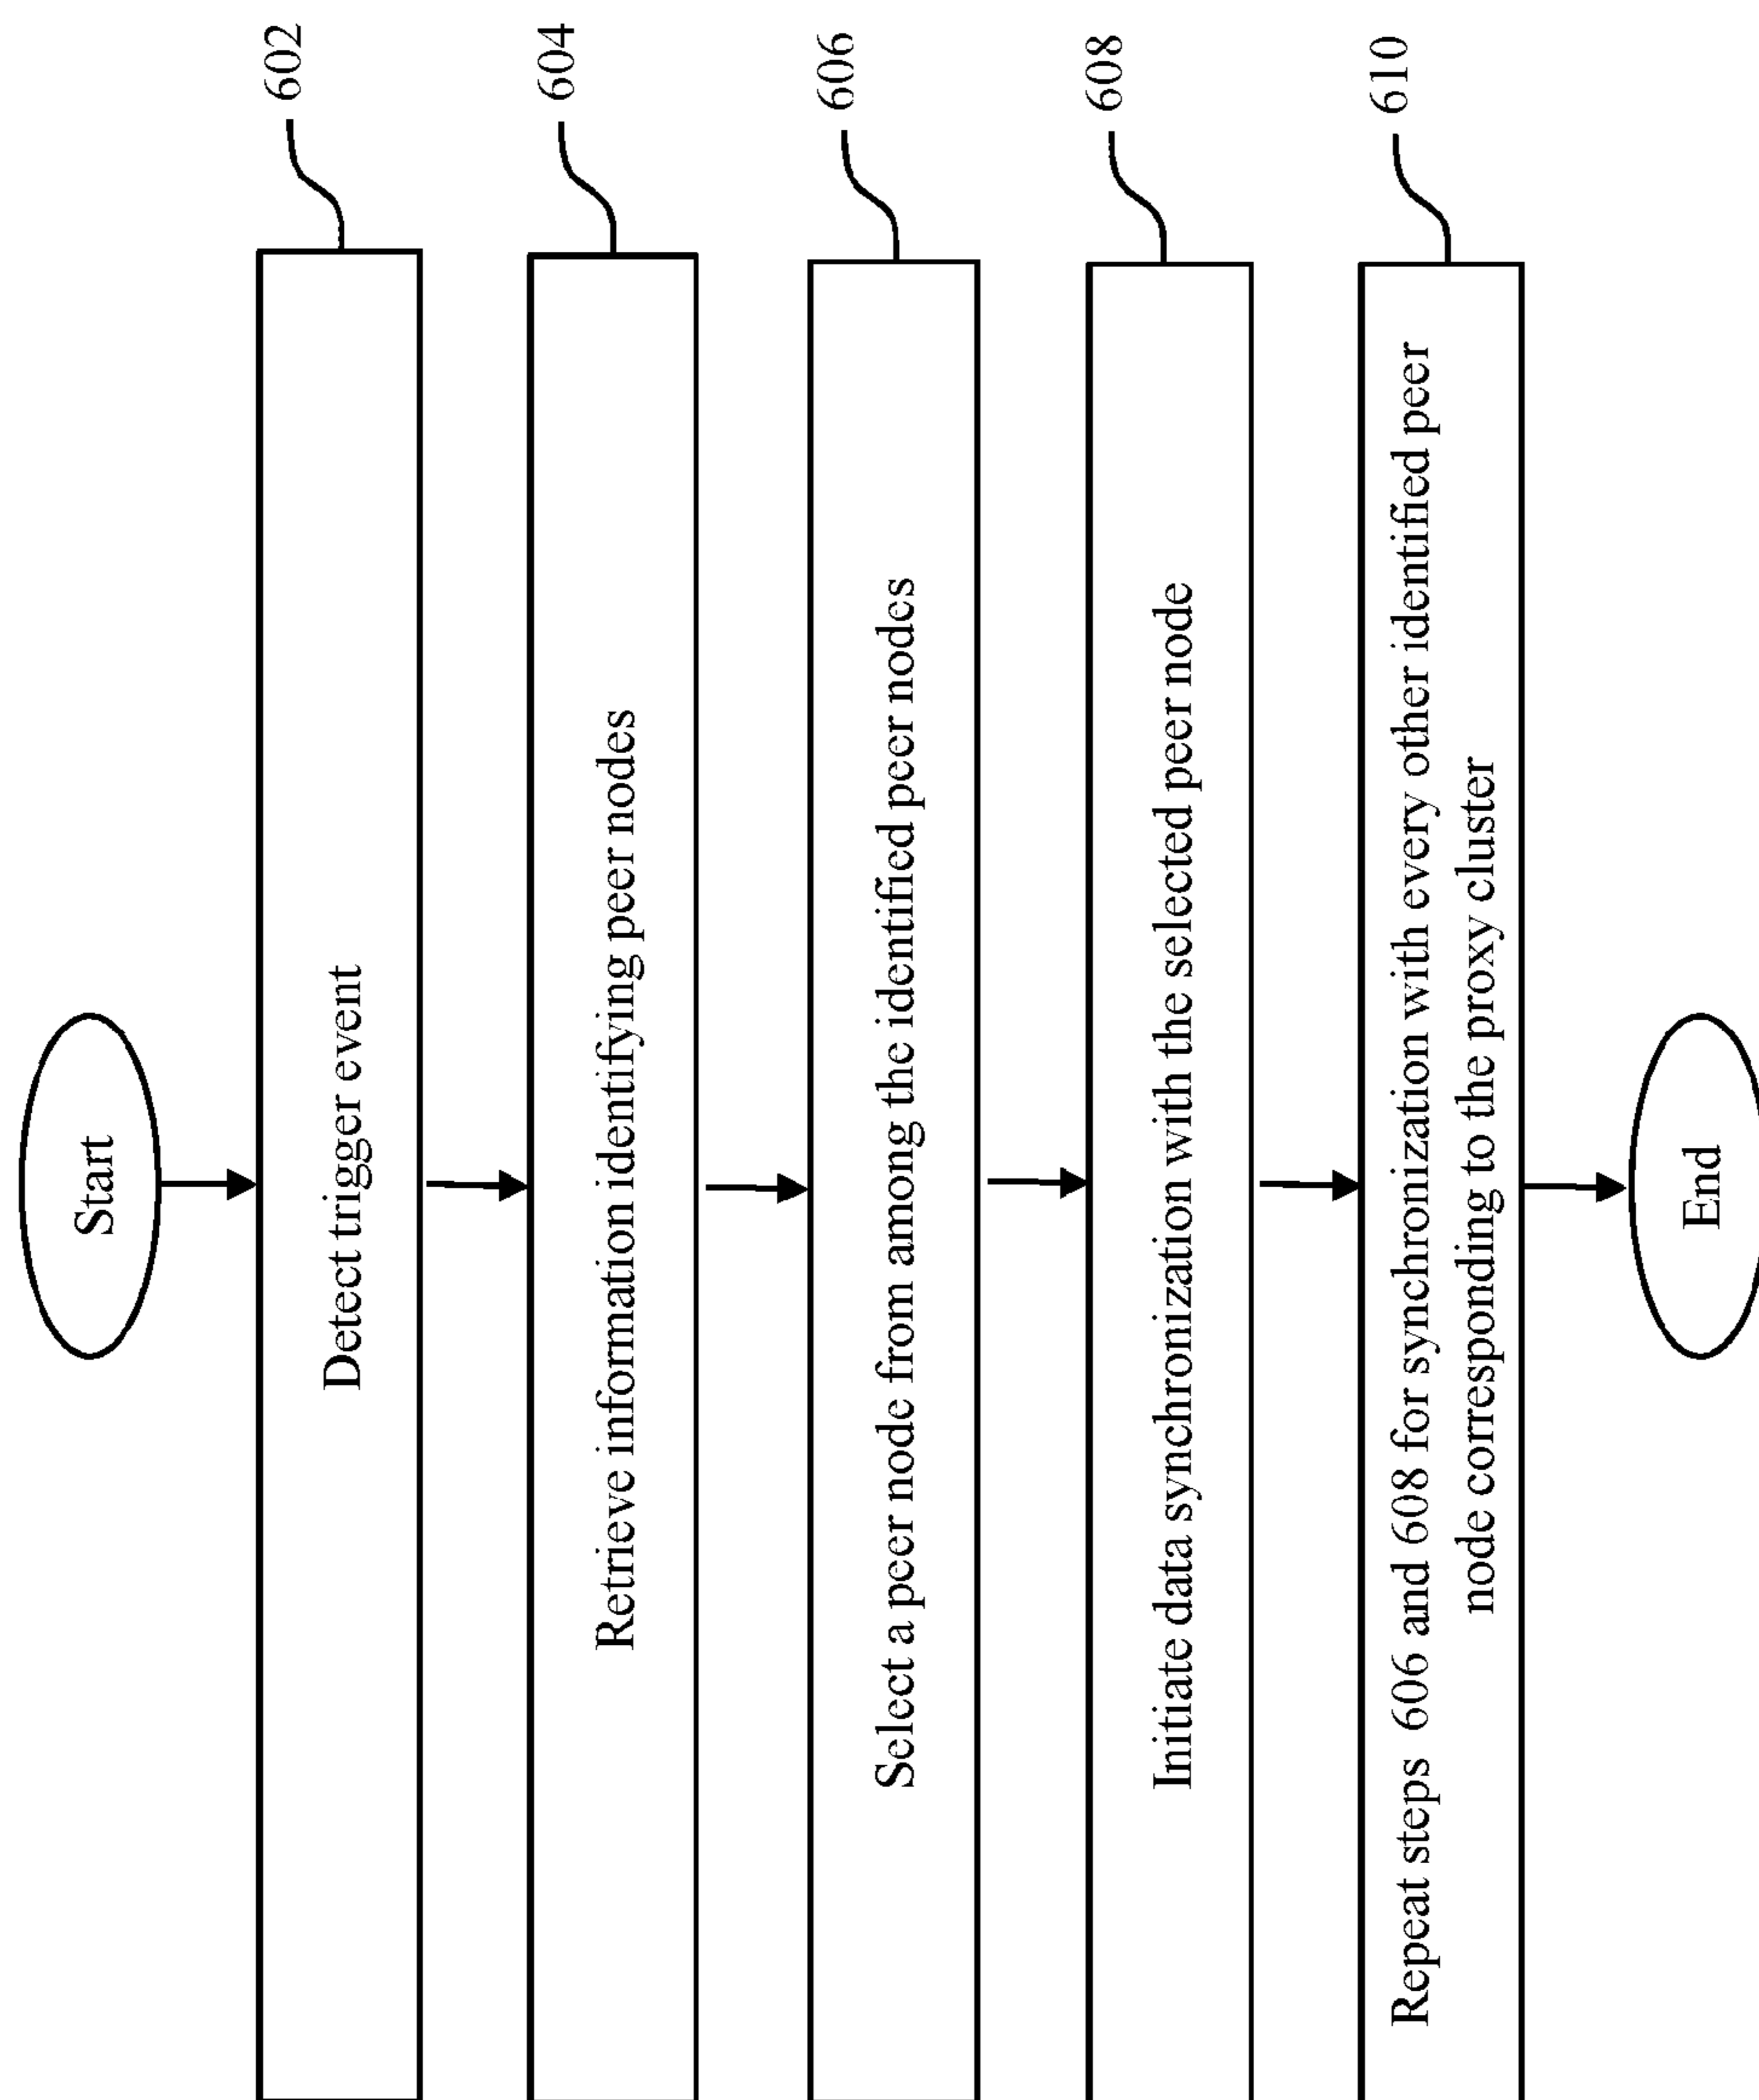 Start
Detect trigger event
602
Retrieve information identifying peer nodes
604
Select a peer node from among the identified peer nodes
606
Initiate data synchronization with the selected peer node
608
Repeat steps 606 and 608 for synchronization with every other identified peer
node corresponding to the proxy cluster
610
End